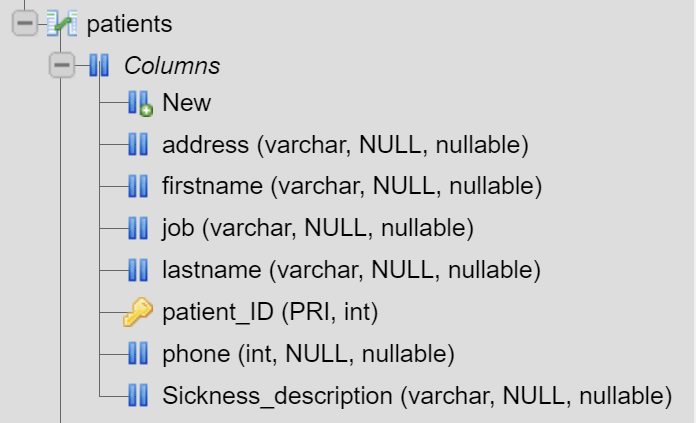 patients
Columns
New
address (varchar, NULL, nullable)
firstname (varchar, NULL, nullable)
job (varchar, NULL, nullable)
lastname (varchar, NULL, nullable)
patient_ID (PRI, int)
phone (int, NULL, nullable)
Sickness_description (varchar, NULL, nullable)